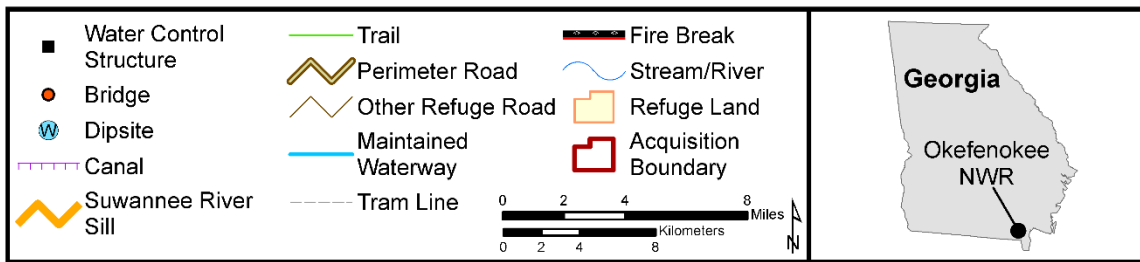 Water Control
Structure
Bridge
W
Dipsite
Canal
Suwannee River
Sill
Trail
Perimeter Road
Other Refuge Road
Maintained
Waterway
Tram Line
Fire Break
Stream/River
Refuge Land
Acquisition
Boundary
0 2 4 8
Miles
Kilometers
0 2 4 8
N
Georgia
Okefenokee
NWR